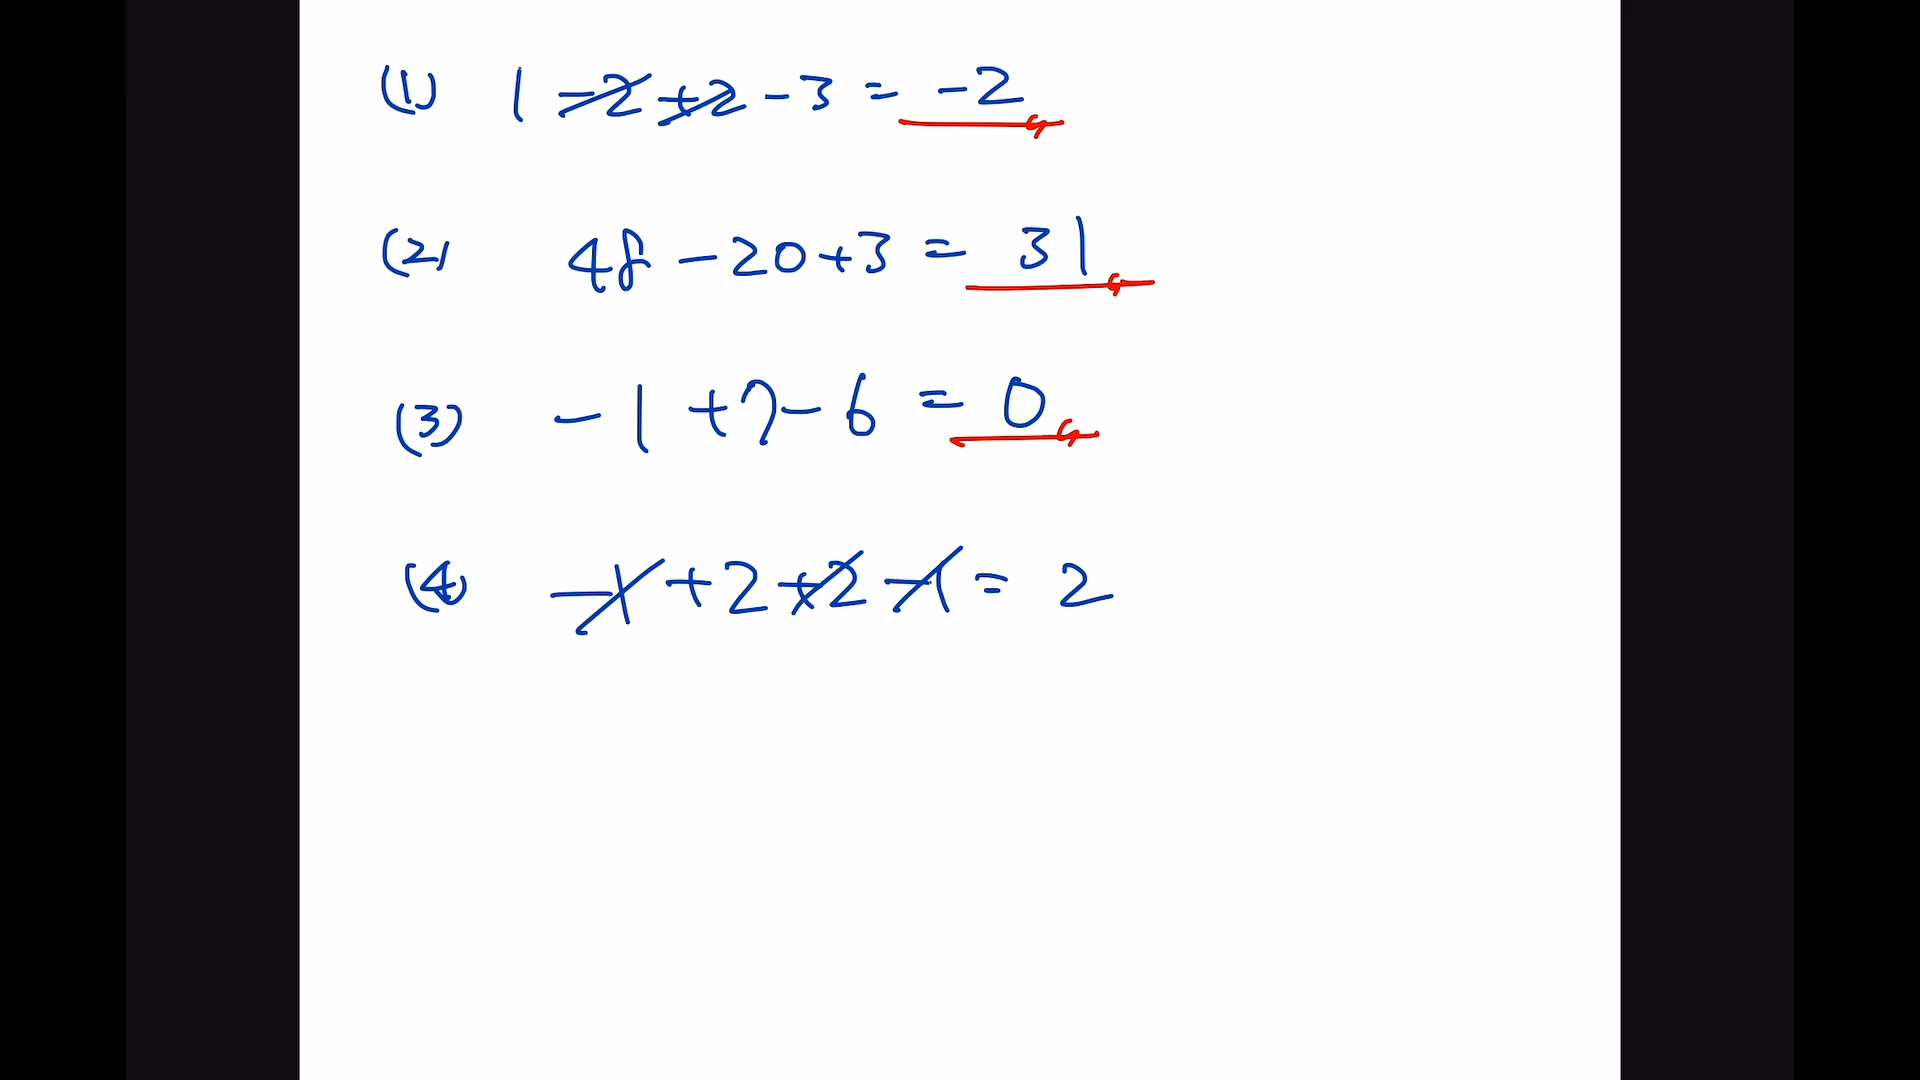 (1) 1 -2 +2 -3 = -2
(2) 48 -20+3 = 31
(3) -1 +7-6 = 0
(4) -1 +2 +2 -1 = 2